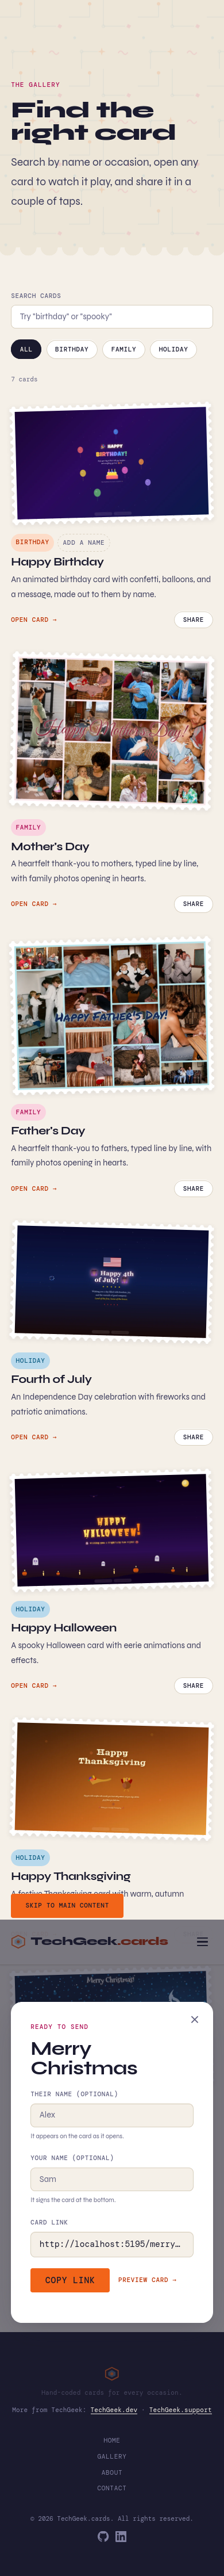 THE GALLERY
Find the
right card
Search by name or occasion, open any
card to watch it play, and share it in a
couple of taps.
SEARCH CARDS
Try "birthday" or "spooky"
ALL
BIRTHDAY
FAMILY
HOLIDAY
7 cards
HAPPY
BIRTHDAY!
BIRTHDAY
ADD A NAME
Happy Birthday
An animated birthday card with confetti, balloons, and
a message, made out to them by name.
OPEN CARD →
SHARE
Happy Mother's Day!
FAMILY
Mother's Day
A heartfelt thank-you to mothers, typed line by line,
with family photos opening in hearts.
OPEN CARD →
SHARE
HAPPY FATHER'S DAY!
FAMILY
Father's Day
A heartfelt thank-you to fathers, typed line by line, with
family photos opening in hearts.
OPEN CARD →
SHARE
Happy 4th
of July!
HOLIDAY
Fourth of July
An Independence Day celebration with fireworks and
patriotic animations.
OPEN CARD →
SHARE
HAPPY
HALLOWEEN!
HOLIDAY
Happy Halloween
A spooky Halloween card with eerie animations and
effects.
OPEN CARD →
SHARE
Happy
Thanksgiving
HOLIDAY
Happy Thanksgiving
A festive Thanksgiving card with warm, autumn
SKIP TO MAIN CONTENT
TechGeek.cards
Merry Christmas!
READY TO SEND
Merry
Christmas
THEIR NAME (OPTIONAL)
Alex
It appears on the card as it opens.
YOUR NAME (OPTIONAL)
Sam
It signs the card at the bottom.
CARD LINK
http://localhost:5195/merry…
COPY LINK
PREVIEW CARD →
Hand-coded cards for every occasion.
More from TechGeek: TechGeek.dev · TechGeek.support
HOME
GALLERY
ABOUT
CONTACT
© 2026 TechGeek.cards. All rights reserved.